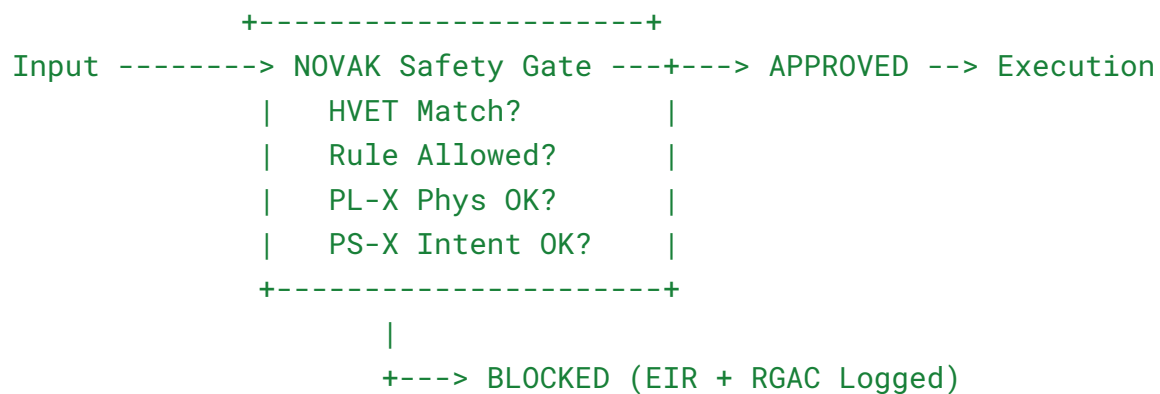 +----------------------+
Input --------> NOVAK Safety Gate ---+---> APPROVED --> Execution
| HVET Match? |
| Rule Allowed? |
| PL-X Phys OK? |
| PS-X Intent OK? |
+----------------------+
|
+---> BLOCKED (EIR + RGAC Logged)